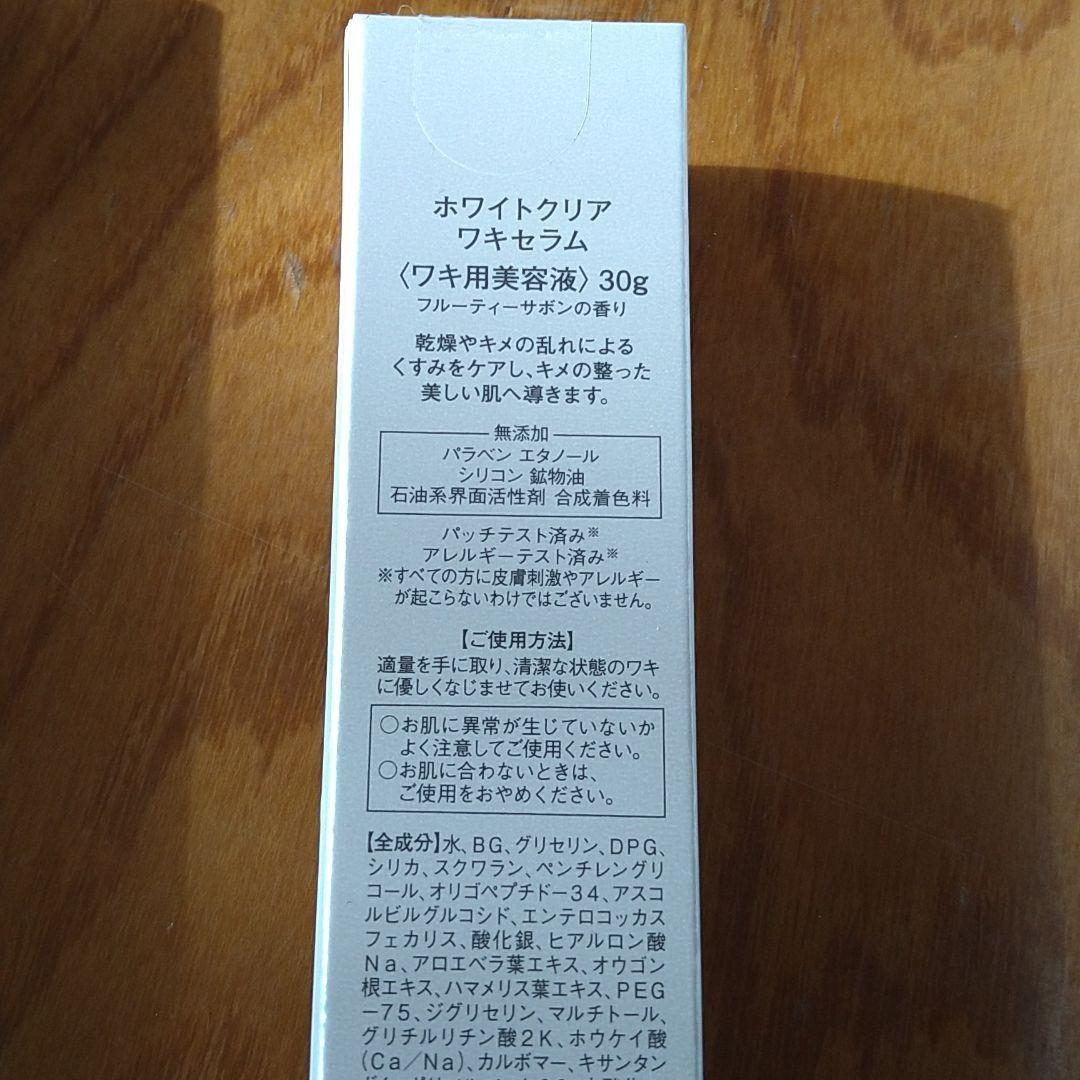 ホワイトクリア
ワキセラム
〈ワキ用美容液〉30g
フルーティーサボンの香り
乾燥やキメの乱れによる
くすみをケアし、キメの整った
美しい肌へ導きます。
無添加
パラベン エタノール
シリコン 鉱物油
石油系界面活性剤 合成着色料
パッチテスト済み※
アレルギーテスト済み※
※すべての方に皮膚刺激やアレルギー
が起こらないわけではございません。
【ご使用方法】
適量を手に取り、清潔な状態のワキ
に優しくなじませてお使いください。
○お肌に異常が生じていないか
よく注意してご使用ください。
○お肌に合わないときは、
ご使用をおやめください。
【全成分】水、BG、グリセリン、DPG、
シリカ、スクワラン、ペンチレングリ
コール、オリゴペプチド-34、アスコ
ルビルグルコシド、エンテロコッカス
フェカリス、酸化銀、ヒアルロン酸
Na、アロエベラ葉エキス、オウゴン
根エキス、ハマメリス葉エキス、PEG
-75、ジグリセリン、マルチトール、
グリチルリチン酸2K、ホウケイ酸
(Ca/Na)、カルボマー、キサンタン